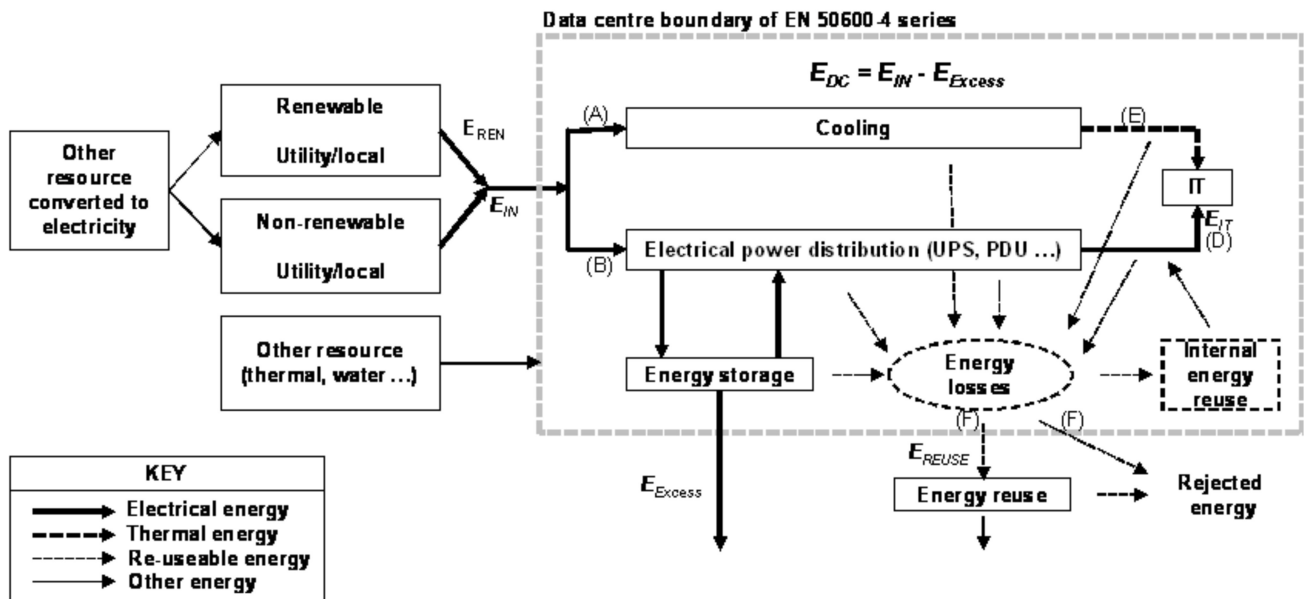 Data centre boundary of EN 50600-4 series
E_DC = E_IN - E_Excess
Other
resource
converted to
electricity
Renewable
Utility/local
Non-renewable
Utility/local
Other resource
(thermal, water ...)
E_REN
E_IN
(A)
(B)
Cooling
(E)
IT
E_IT
(D)
Electrical power distribution (UPS, PDU ...)
Energy storage
Energy
losses
Internal
energy
reuse
(F)
(F)
E_Excess
E_REUSE
Energy reuse
Rejected
energy
KEY
Electrical energy
Thermal energy
Re-useable energy
Other energy